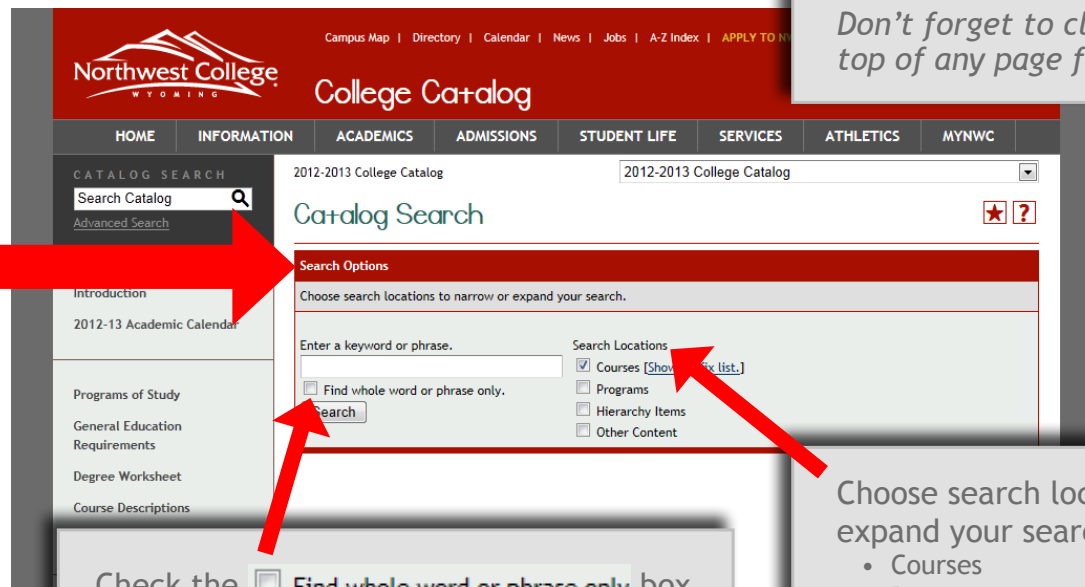 Don't forget to
top of any page
Campus Map | Directory | Calendar | News | Jobs | A-Z Index | APPLY TO
Northwest College
WYOMING
College Catalog
HOME INFORMATION ACADEMICS ADMISSIONS STUDENT LIFE SERVICES ATHLETICS MYNWC
CATALOG SEARCH
Search Catalog
Advanced Search
2012-2013 College Catalog
2012-2013 College Catalog
Catalog Search
?
Search Options
Choose search locations to narrow or expand your search.
Introduction
2012-13 Academic Calendar
Enter a keyword or phrase.
Find whole word or phrase only.
Search
Search Locations
Courses [Show list.]
Programs
Hierarchy Items
Other Content
Programs of Study
General Education
Requirements
Degree Worksheet
Course Descriptions
Check the Find whole word or phrase only box
Choose search
expand your
• Courses